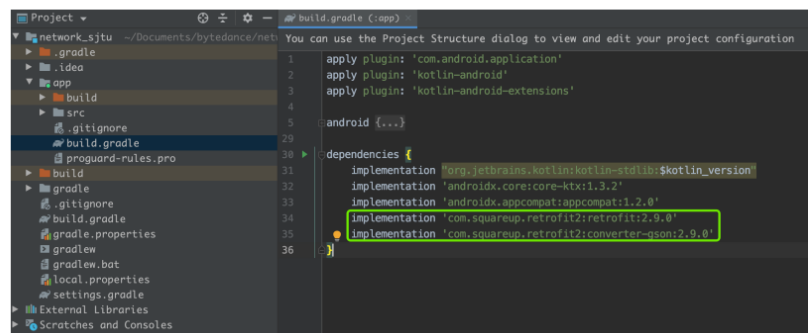 Project
build.gradle (:app)
network_sjtu ~/Documents/bytedance/netw
You can use the Project Structure dialog to view and edit your project configuration
.gradle
.idea
app
build
src
.gitignore
build.gradle
proguard-rules.pro
build
gradle
.gitignore
build.gradle
gradle.properties
gradlew
gradlew.bat
local.properties
settings.gradle
External Libraries
Scratches and Consoles
1 apply plugin: 'com.android.application'
2 apply plugin: 'kotlin-android'
3 apply plugin: 'kotlin-android-extensions'
4
5 android {...}
29
30 dependencies {
31 implementation "org.jetbrains.kotlin:kotlin-stdlib:$kotlin_version"
32 implementation 'androidx.core:core-ktx:1.3.2'
33 implementation 'androidx.appcompat:appcompat:1.2.0'
34 implementation 'com.squareup.retrofit2:retrofit:2.9.0'
35 implementation 'com.squareup.retrofit2:converter-gson:2.9.0'
36 }